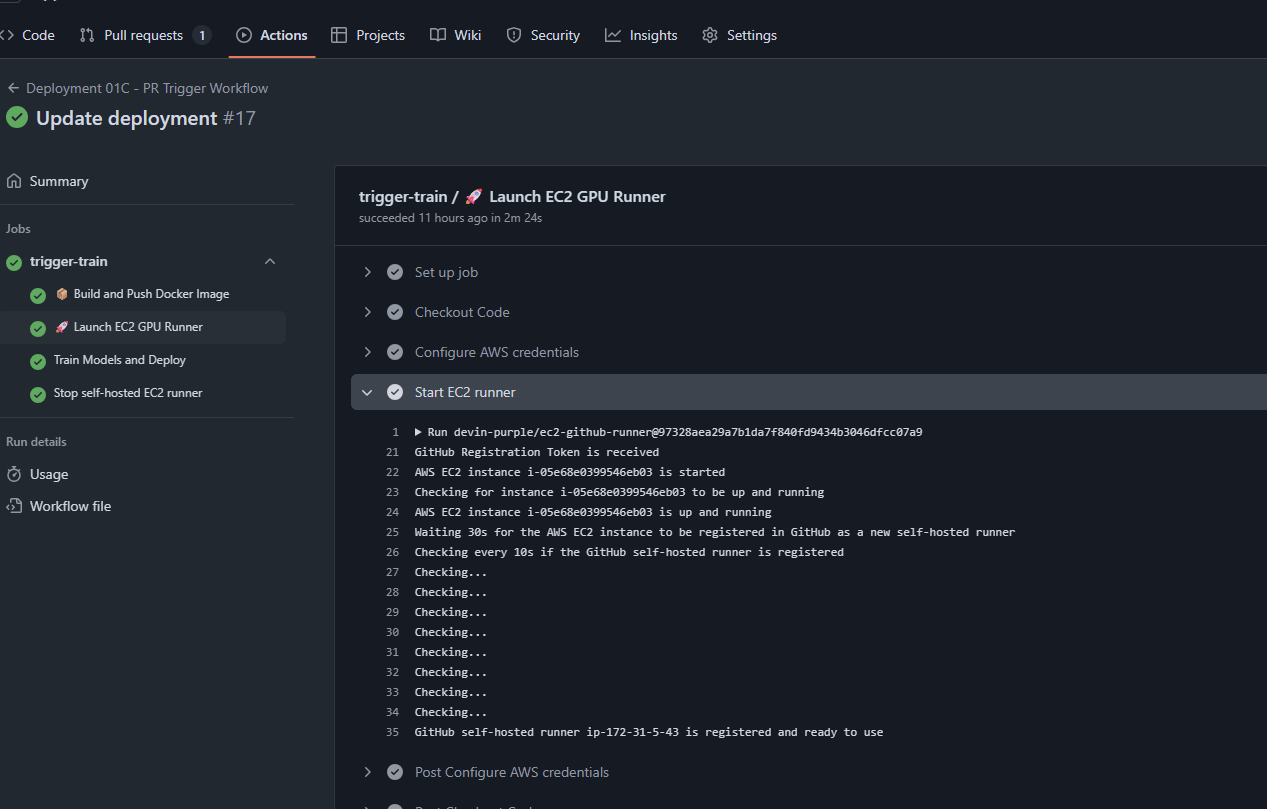 Code
Pull requests 1
Actions
Projects
Wiki
Security
Insights
Settings
Deployment 01C - PR Trigger Workflow
Update deployment #17
Summary
Jobs
trigger-train
Build and Push Docker Image
Launch EC2 GPU Runner
Train Models and Deploy
Stop self-hosted EC2 runner
Run details
Usage
Workflow file
trigger-train / 🚀 Launch EC2 GPU Runner
succeeded 11 hours ago in 2m 24s
Set up job
Checkout Code
Configure AWS credentials
Start EC2 runner
1 Run devin-purple/ec2-github-runner@97328aea29a7b1da7f840fd9434b3046dfcc07a9
21 GitHub Registration Token is received
22 AWS EC2 instance i-05e68e0399546eb03 is started
23 Checking for instance i-05e68e0399546eb03 to be up and running
24 AWS EC2 instance i-05e68e0399546eb03 is up and running
25 Waiting 30s for the AWS EC2 instance to be registered in GitHub as a new self-hosted runner
26 Checking every 10s if the GitHub self-hosted runner is registered
27 Checking...
28 Checking...
29 Checking...
30 Checking...
31 Checking...
32 Checking...
33 Checking...
34 Checking...
35 GitHub self-hosted runner ip-172-31-5-43 is registered and ready to use
Post Configure AWS credentials